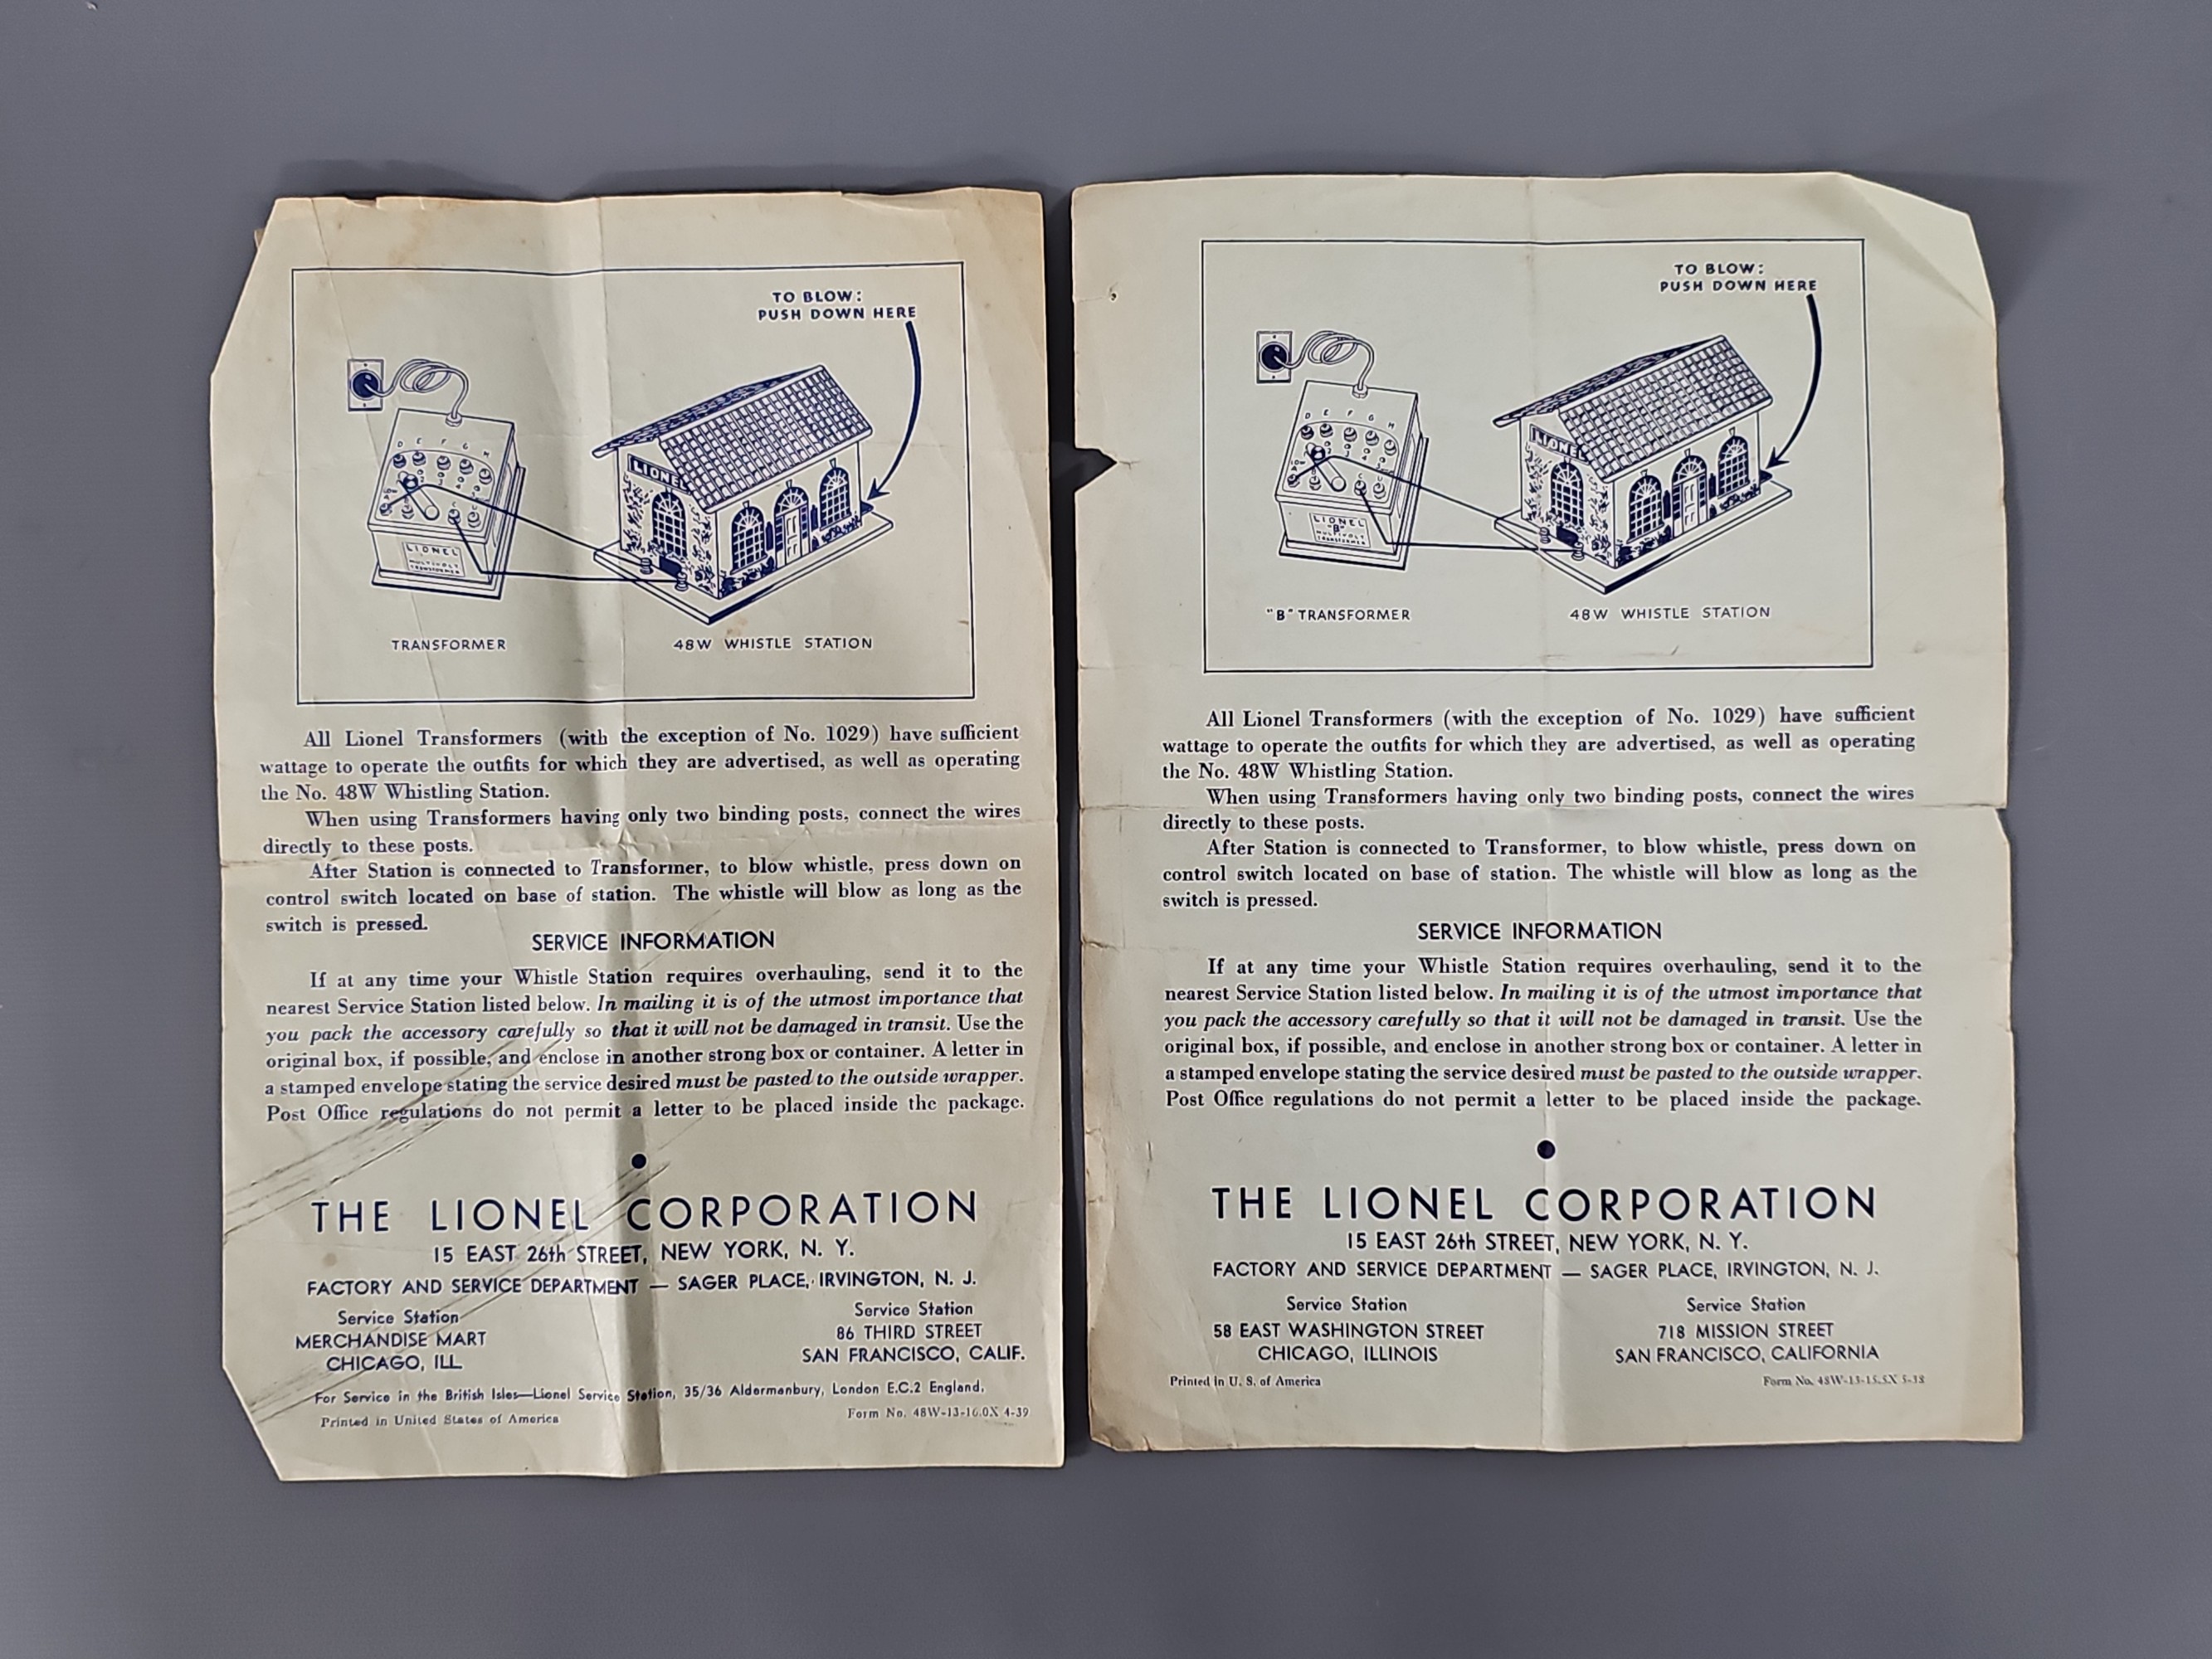 TO BLOW:
PUSH DOWN HERE
D E F G H
LIONEL
LIONEL
MULTIVOLT
TRANSFORMER
TRANSFORMER
48W WHISTLE STATION
All Lionel Transformers (with the exception of No. 1029) have sufficient
wattage to operate the outfits for which they are advertised, as well as operating
the No. 48W Whistling Station.
When using Transformers having only two binding posts, connect the wires
directly to these posts.
After Station is connected to Transformer, to blow whistle, press down on
control switch located on base of station. The whistle will blow as long as the
switch is pressed.
SERVICE INFORMATION
If at any time your Whistle Station requires overhauling, send it to the
nearest Service Station listed below. In mailing it is of the utmost importance that
you pack the accessory carefully so that it will not be damaged in transit. Use the
original box, if possible, and enclose in another strong box or container. A letter in
a stamped envelope stating the service desired must be pasted to the outside wrapper.
Post Office regulations do not permit a letter to be placed inside the package.
THE LIONEL CORPORATION
15 EAST 26th STREET, NEW YORK, N. Y.
FACTORY AND SERVICE DEPARTMENT — SAGER PLACE, IRVINGTON, N. J.
Service Station
MERCHANDISE MART
CHICAGO, ILL.
Service Station
86 THIRD STREET
SAN FRANCISCO, CALIF.
For Service in the British Isles—Lionel Service Station, 35/36 Aldermanbury, London E.C.2 England.
Printed in United States of America
Form No. 48W-13-16.0X 4-39
TO BLOW:
PUSH DOWN HERE
D E F G H
LIONEL
LIONEL
"B"
MULTIVOLT
TRANSFORMER
"B" TRANSFORMER
48W WHISTLE STATION
All Lionel Transformers (with the exception of No. 1029) have sufficient
wattage to operate the outfits for which they are advertised, as well as operating
the No. 48W Whistling Station.
When using Transformers having only two binding posts, connect the wires
directly to these posts.
After Station is connected to Transformer, to blow whistle, press down on
control switch located on base of station. The whistle will blow as long as the
switch is pressed.
SERVICE INFORMATION
If at any time your Whistle Station requires overhauling, send it to the
nearest Service Station listed below. In mailing it is of the utmost importance that
you pack the accessory carefully so that it will not be damaged in transit. Use the
original box, if possible, and enclose in another strong box or container. A letter in
a stamped envelope stating the service desired must be pasted to the outside wrapper.
Post Office regulations do not permit a letter to be placed inside the package.
THE LIONEL CORPORATION
15 EAST 26th STREET, NEW YORK, N. Y.
FACTORY AND SERVICE DEPARTMENT — SAGER PLACE, IRVINGTON, N. J.
Service Station
58 EAST WASHINGTON STREET
CHICAGO, ILLINOIS
Service Station
718 MISSION STREET
SAN FRANCISCO, CALIFORNIA
Printed in U. S. of America
Form No. 48W-13-15.5X 5-38